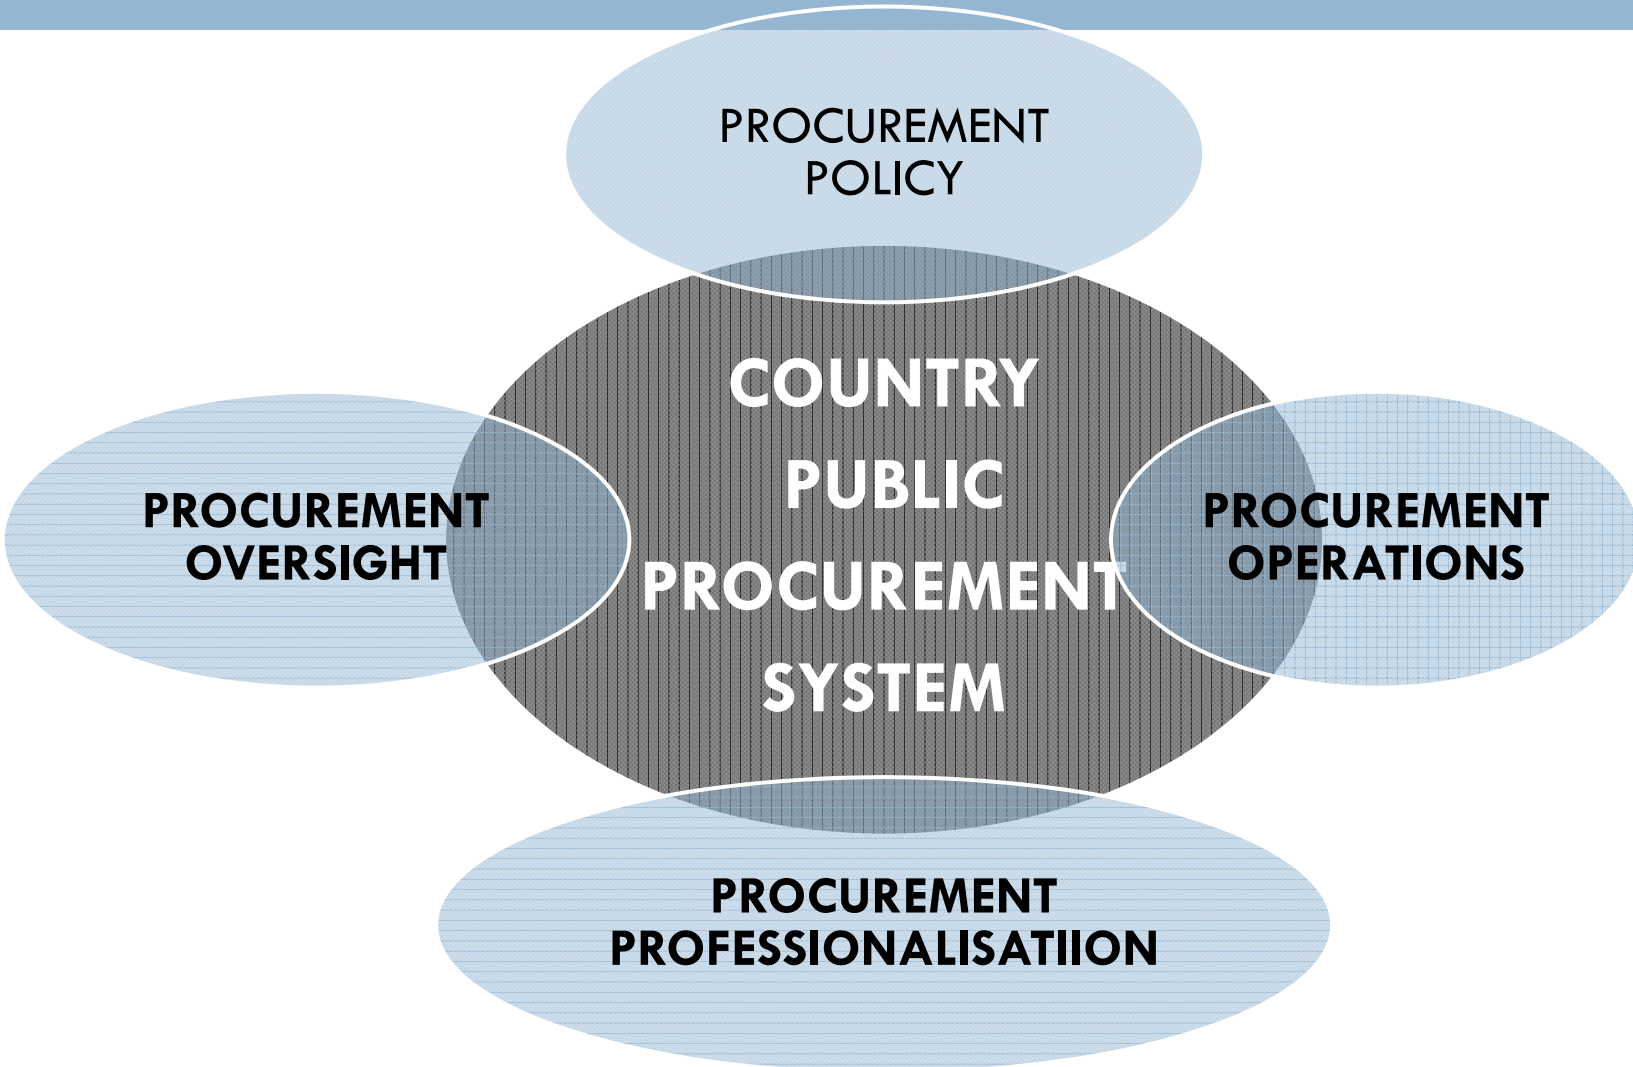 PROCUREMENT
POLICY
COUNTRY
PUBLIC
PROCUREMENT
SYSTEM
PROCUREMENT
OVERSIGHT
PROCUREMENT
OPERATIONS
PROCUREMENT
PROFESSIONALISATIION